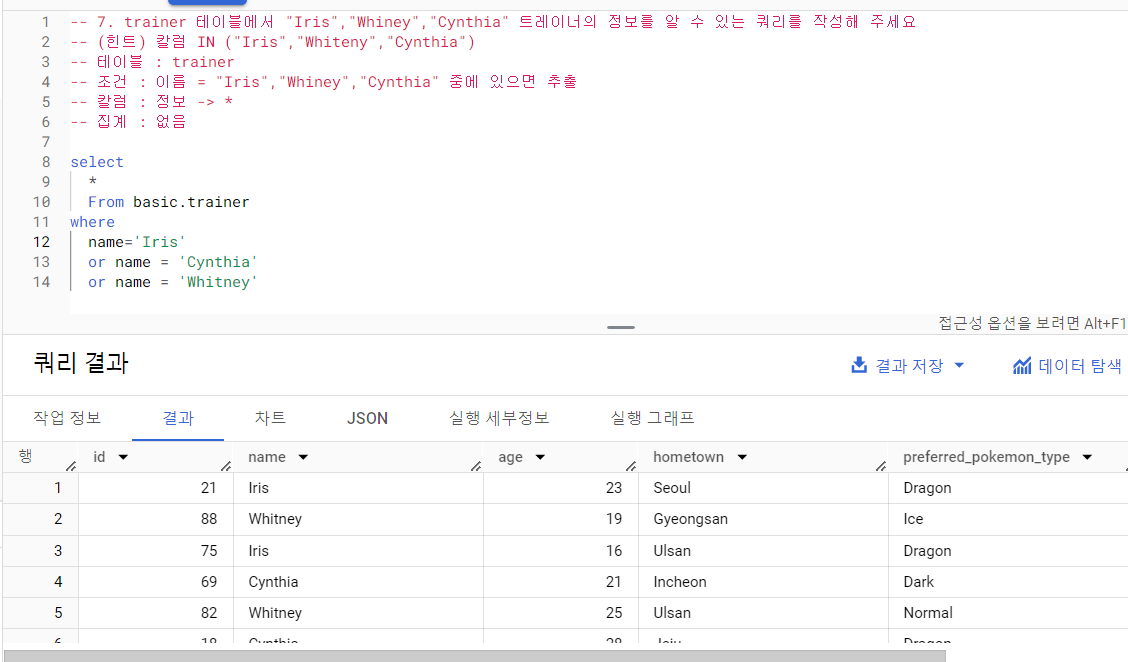 1 -- 7. trainer 테이블에서 "Iris","Whiney","Cynthia" 트레이너의 정보를 알 수 있는 쿼리를 작성해 주세요
2 -- (힌트) 칼럼 IN ("Iris","Whiteny","Cynthia")
3 -- 테이블 : trainer
4 -- 조건 : 이름 = "Iris","Whiney","Cynthia" 중에 있으면 추출
5 -- 칼럼 : 정보 -> *
6 -- 집계 : 없음
7
8 select
9 *
10 From basic.trainer
11 where
12 name='Iris'
13 or name = 'Cynthia'
14 or name = 'Whitney'
접근성 옵션을 보려면 Alt+F1
쿼리 결과 결과 저장 데이터 탐색
작업 정보 결과 차트 JSON 실행 세부정보 실행 그래프
행 id name age hometown preferred_pokemon_type
1 21 Iris 23 Seoul Dragon
2 88 Whitney 19 Gyeongsan Ice
3 75 Iris 16 Ulsan Dragon
4 69 Cynthia 21 Incheon Dark
5 82 Whitney 25 Ulsan Normal